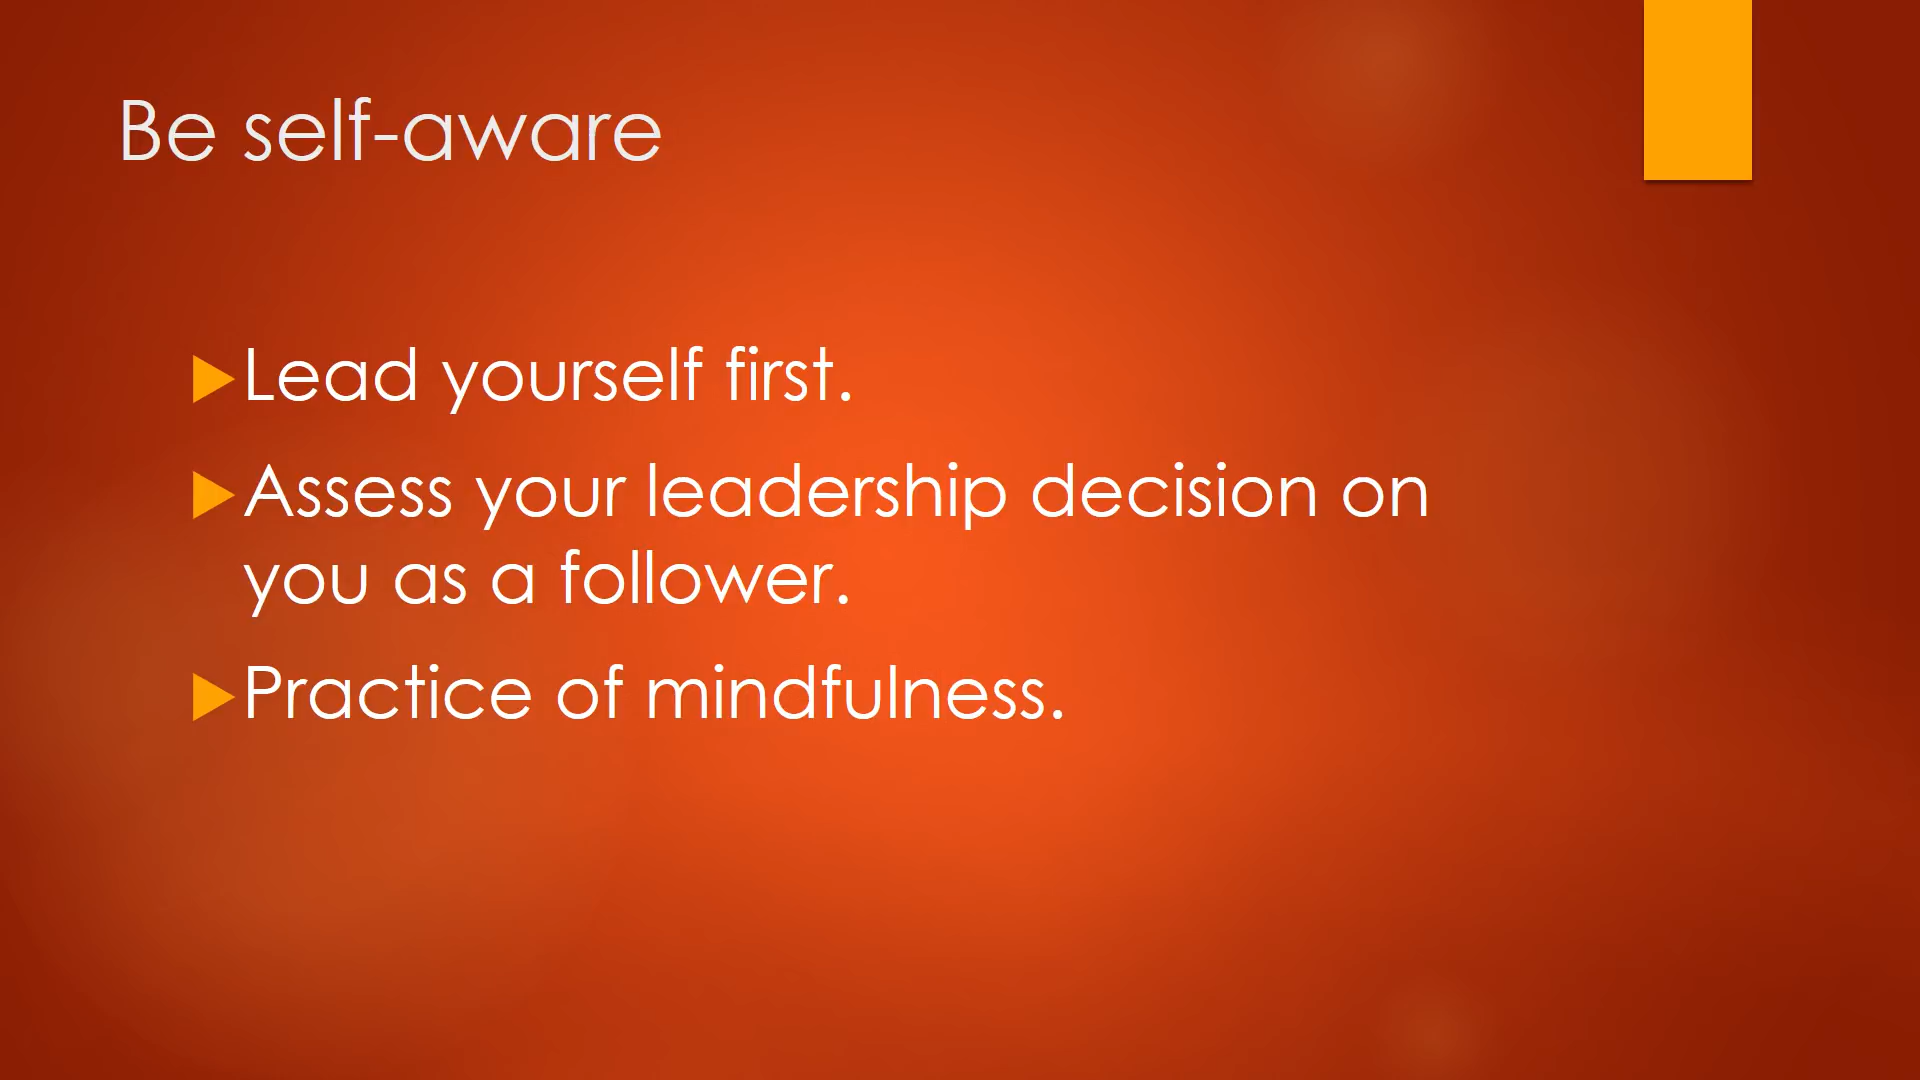 Be self-aware
Lead yourself first.
Assess your leadership decision on
you as a follower.
Practice of mindfulness.